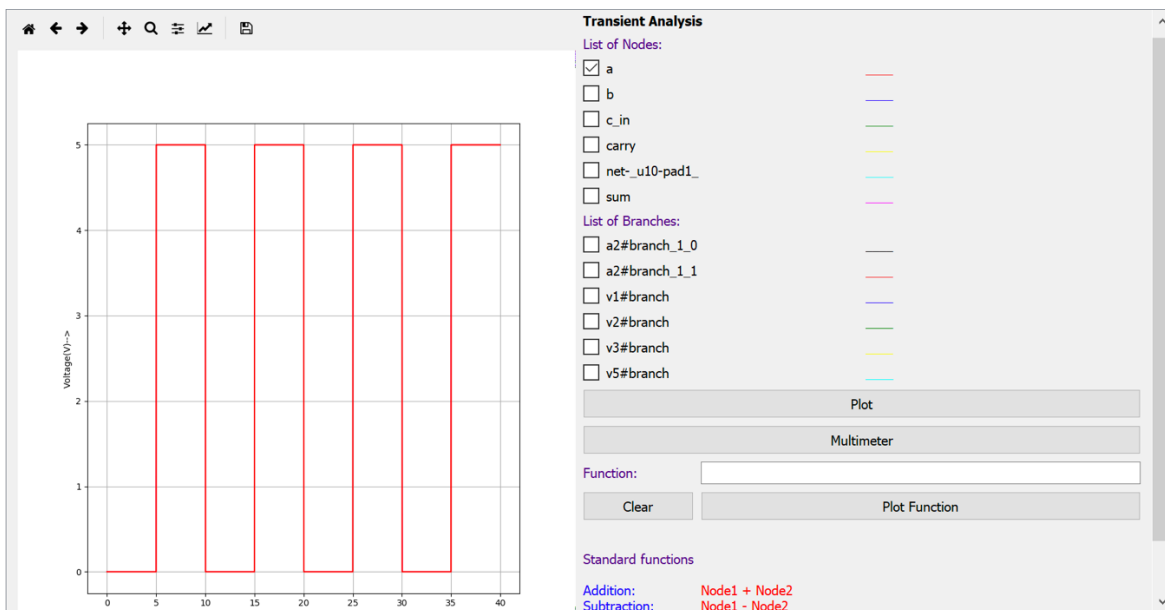 Transient Analysis
List of Nodes:
a
b
c_in
carry
net-_u10-pad1_
sum
List of Branches:
a2#branch_1_0
a2#branch_1_1
v1#branch
v2#branch
v3#branch
v5#branch
Plot
Multimeter
Function:
Clear Plot Function
Standard functions
Addition: Node1 + Node2
Subtraction: Node1 - Node2
Voltage(V)-->
5
4
3
2
1
0
0 5 10 15 20 25 30 35 40